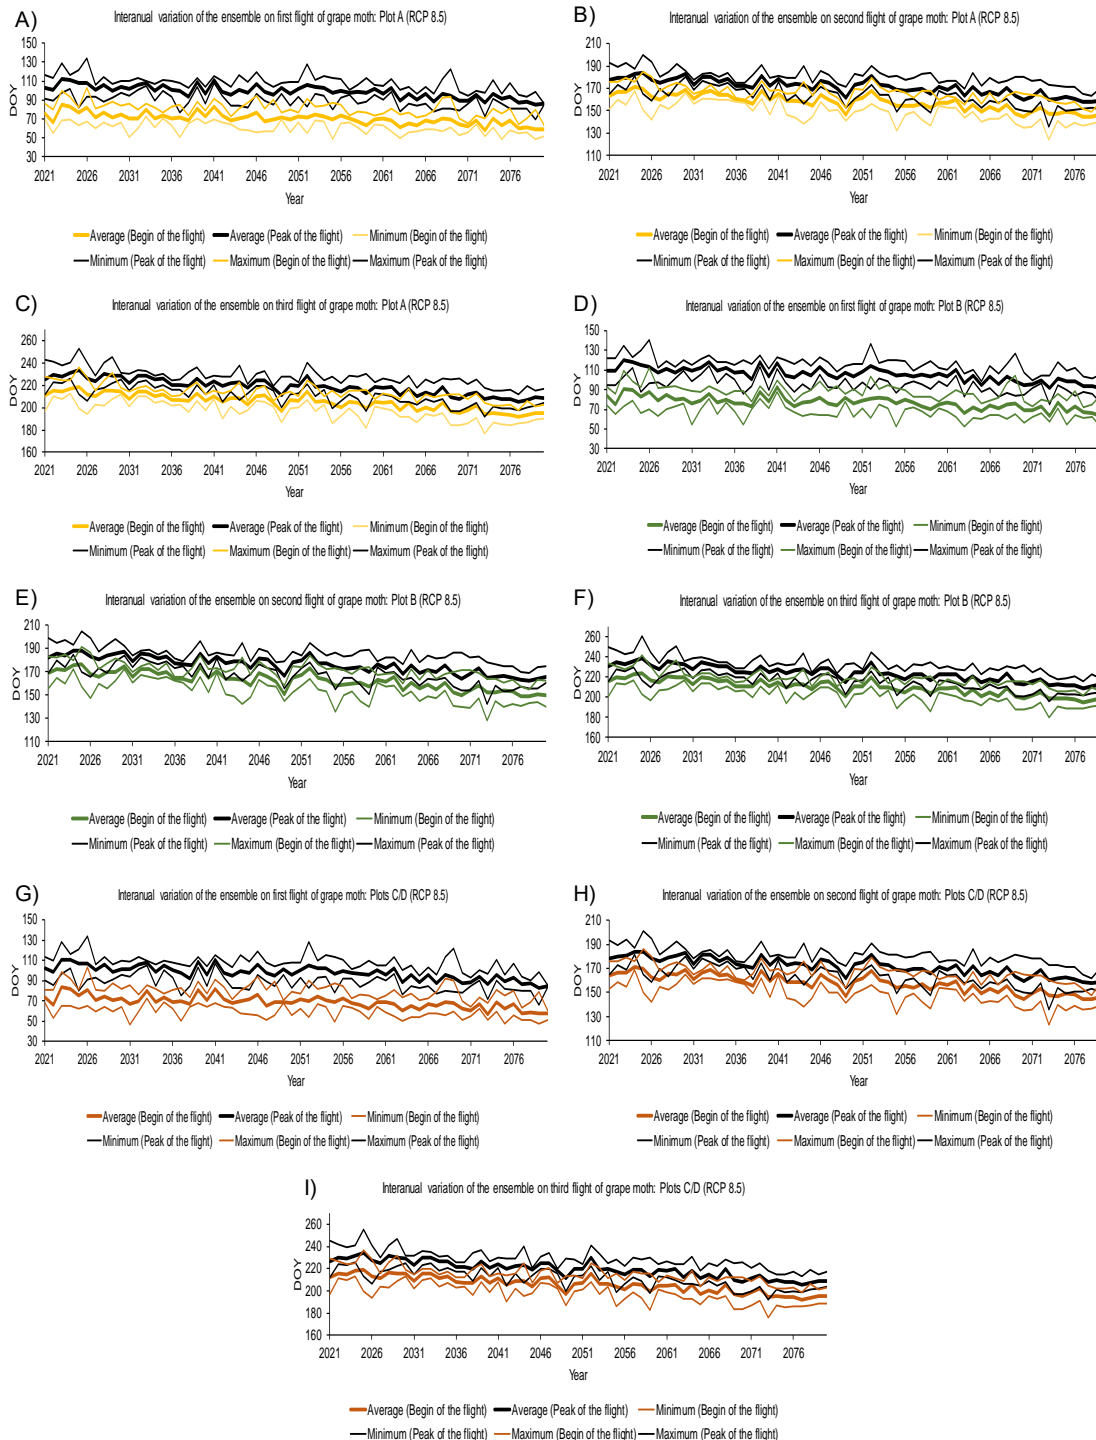 A)
Interanual variation of the ensemble on first flight of grape moth: Plot A (RCP 8.5)
150
130
110
90
70
50
30
DOY
2021 2026 2031 2036 2041 2046 2051 2056 2061 2066 2071 2076
Year
Average (Begin of the flight) Average (Peak of the flight) Minimum (Begin of the flight)
Minimum (Peak of the flight) Maximum (Begin of the flight) Maximum (Peak of the flight)
B)
Interanual variation of the ensemble on second flight of grape moth: Plot A (RCP 8.5)
210
190
170
150
130
110
DOY
2021 2026 2031 2036 2041 2046 2051 2056 2061 2066 2071 2076
Year
Average (Begin of the flight) Average (Peak of the flight) Minimum (Begin of the flight)
Minimum (Peak of the flight) Maximum (Begin of the flight) Maximum (Peak of the flight)
C)
Interanual variation of the ensemble on third flight of grape moth: Plot A (RCP 8.5)
260
240
220
200
180
160
DOY
2021 2026 2031 2036 2041 2046 2051 2056 2061 2066 2071 2076
Year
Average (Begin of the flight) Average (Peak of the flight) Minimum (Begin of the flight)
Minimum (Peak of the flight) Maximum (Begin of the flight) Maximum (Peak of the flight)
D)
Interanual variation of the ensemble on first flight of grape moth: Plot B (RCP 8.5)
150
130
110
90
70
50
30
DOY
2021 2026 2031 2036 2041 2046 2051 2056 2061 2066 2071 2076
Year
Average (Begin of the flight) Average (Peak of the flight) Minimum (Begin of the flight)
Minimum (Peak of the flight) Maximum (Begin of the flight) Maximum (Peak of the flight)
E)
Interanual variation of the ensemble on second flight of grape moth: Plot B (RCP 8.5)
210
190
170
150
130
110
DOY
2021 2026 2031 2036 2041 2046 2051 2056 2061 2066 2071 2076
Year
Average (Begin of the flight) Average (Peak of the flight) Minimum (Begin of the flight)
Minimum (Peak of the flight) Maximum (Begin of the flight) Maximum (Peak of the flight)
F)
Interanual variation of the ensemble on third flight of grape moth: Plot B (RCP 8.5)
260
240
220
200
180
160
DOY
2021 2026 2031 2036 2041 2046 2051 2056 2061 2066 2071 2076
Year
Average (Begin of the flight) Average (Peak of the flight) Minimum (Begin of the flight)
Minimum (Peak of the flight) Maximum (Begin of the flight) Maximum (Peak of the flight)
G)
Interanual variation of the ensemble on first flight of grape moth: Plots C/D (RCP 8.5)
150
130
110
90
70
50
30
DOY
2021 2026 2031 2036 2041 2046 2051 2056 2061 2066 2071 2076
Year
Average (Begin of the flight) Average (Peak of the flight) Minimum (Begin of the flight)
Minimum (Peak of the flight) Maximum (Begin of the flight) Maximum (Peak of the flight)
H)
Interanual variation of the ensemble on second flight of grape moth: Plots C/D (RCP 8.5)
210
190
170
150
130
110
DOY
2021 2026 2031 2036 2041 2046 2051 2056 2061 2066 2071 2076
Year
Average (Begin of the flight) Average (Peak of the flight) Minimum (Begin of the flight)
Minimum (Peak of the flight) Maximum (Begin of the flight) Maximum (Peak of the flight)
I)
Interanual variation of the ensemble on third flight of grape moth: Plots C/D (RCP 8.5)
260
240
220
200
180
160
DOY
2021 2026 2031 2036 2041 2046 2051 2056 2061 2066 2071 2076
Year
Average (Begin of the flight) Average (Peak of the flight) Minimum (Begin of the flight)
Minimum (Peak of the flight) Maximum (Begin of the flight) Maximum (Peak of the flight)